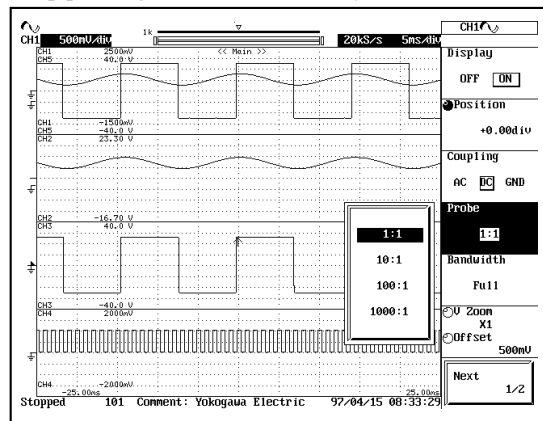 CH1
CH1 500mV/div 1k 20kS/s 5ms/div
CH1 2500mV << Main >>
CH5 40.0 V
Display
OFF ON
Position
+0.00div
CH1 -1500mV
CH5 -40.0 V
CH2 23.30 V
Coupling
AC DC GND
CH2 -16.70 V
CH3 40.0 V
Probe
1:1
1:1
10:1
100:1
1000:1
Bandwidth
Full
CH3 -40.0 V
CH4 2000mV
V Zoom
X1
Offset
500mV
CH4 -2000mV
-25.00ms 25.00ms
Next
1/2
Stopped 101 Comment: Yokogawa Electric 97/04/15 08:33:29